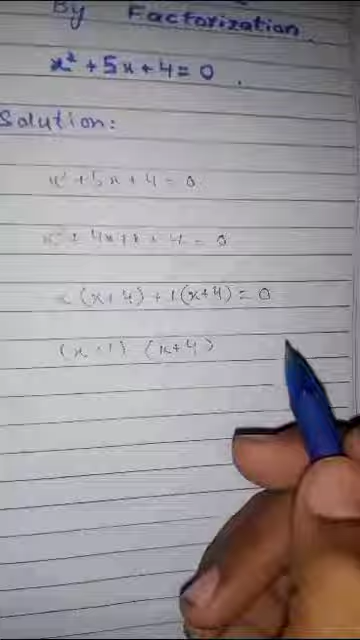 By Factorization
x² + 5x + 4 = 0 .
Solution:
x² + 5x + 4 = 0
x² + 4x + x + 4 = 0
x (x + 4) + 1 (x + 4) = 0
(x + 1) (x + 4)